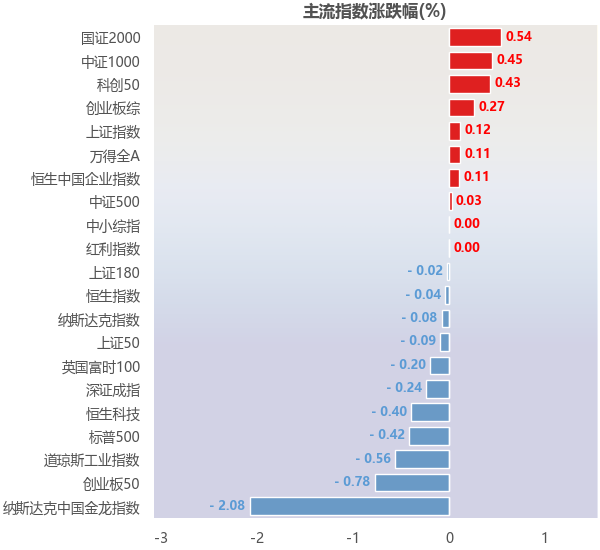 主流指数涨跌幅(%)
国证2000 0.54
中证1000 0.45
科创50 0.43
创业板综 0.27
上证指数 0.12
万得全A 0.11
恒生中国企业指数 0.11
中证500 0.03
中小综指 0.00
红利指数 0.00
上证180 - 0.02
恒生指数 - 0.04
纳斯达克指数 - 0.08
上证50 - 0.09
英国富时100 - 0.20
深证成指 - 0.24
恒生科技 - 0.40
标普500 - 0.42
道琼斯工业指数 - 0.56
创业板50 - 0.78
纳斯达克中国金龙指数 - 2.08
-3 -2 -1 0 1